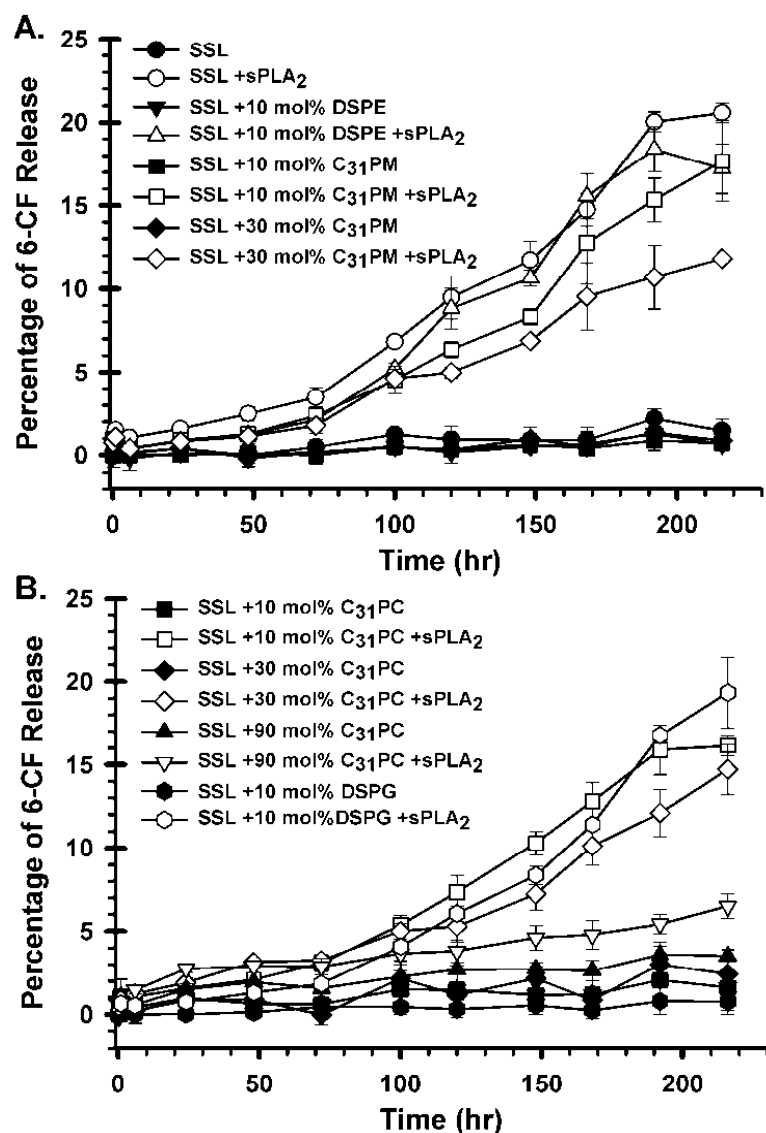 A.
25
20
15
10
5
0
Percentage of 6-CF Release
SSL
SSL +sPLA₂
SSL +10 mol% DSPE
SSL +10 mol% DSPE +sPLA₂
SSL +10 mol% C₃₁PM
SSL +10 mol% C₃₁PM +sPLA₂
SSL +30 mol% C₃₁PM
SSL +30 mol% C₃₁PM +sPLA₂
0 50 100 150 200
Time (hr)
B.
25
20
15
10
5
0
Percentage of 6-CF Release
SSL +10 mol% C₃₁PC
SSL +10 mol% C₃₁PC +sPLA₂
SSL +30 mol% C₃₁PC
SSL +30 mol% C₃₁PC +sPLA₂
SSL +90 mol% C₃₁PC
SSL +90 mol% C₃₁PC +sPLA₂
SSL +10 mol% DSPG
SSL +10 mol%DSPG +sPLA₂
0 50 100 150 200
Time (hr)